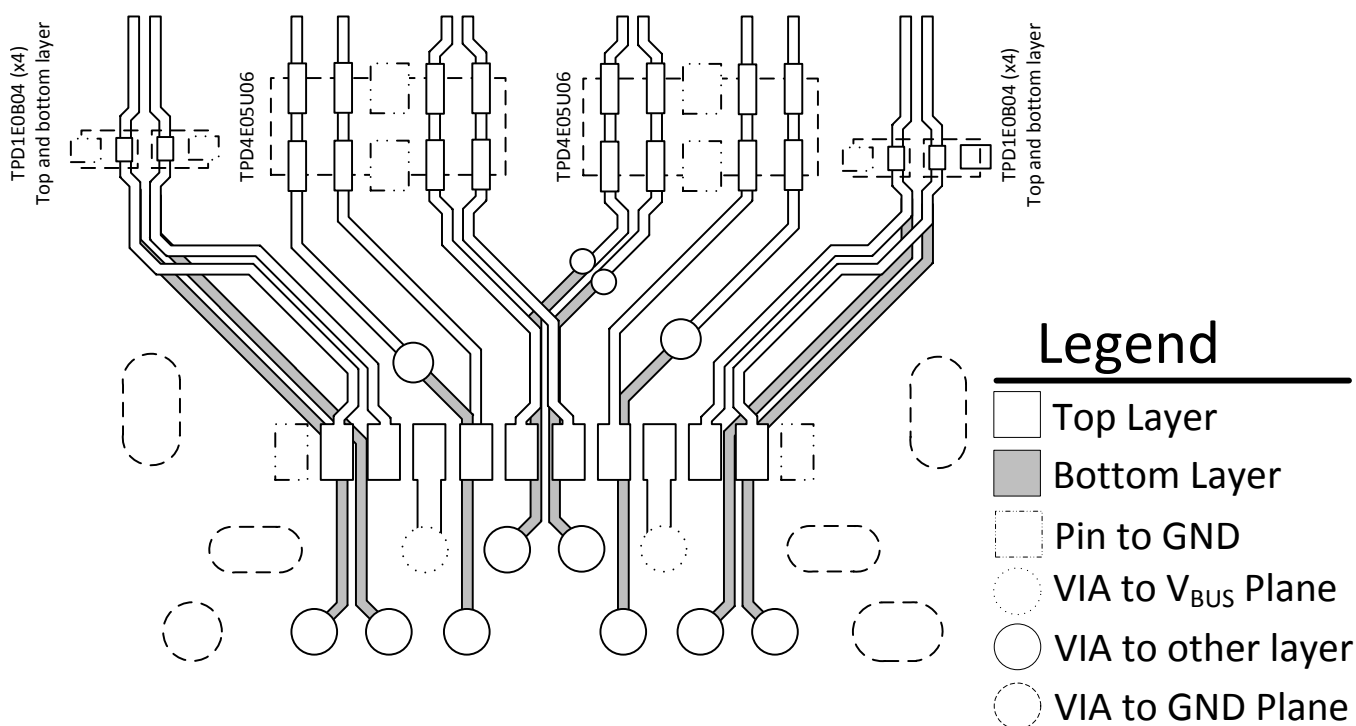 TPD1E0B04 (x4)
Top and bottom layer
TPD4E05U06
TPD4E05U06
TPD1E0B04 (x4)
Top and bottom layer
Legend
Top Layer
Bottom Layer
Pin to GND
VIA to VBUS Plane
VIA to other layer
VIA to GND Plane